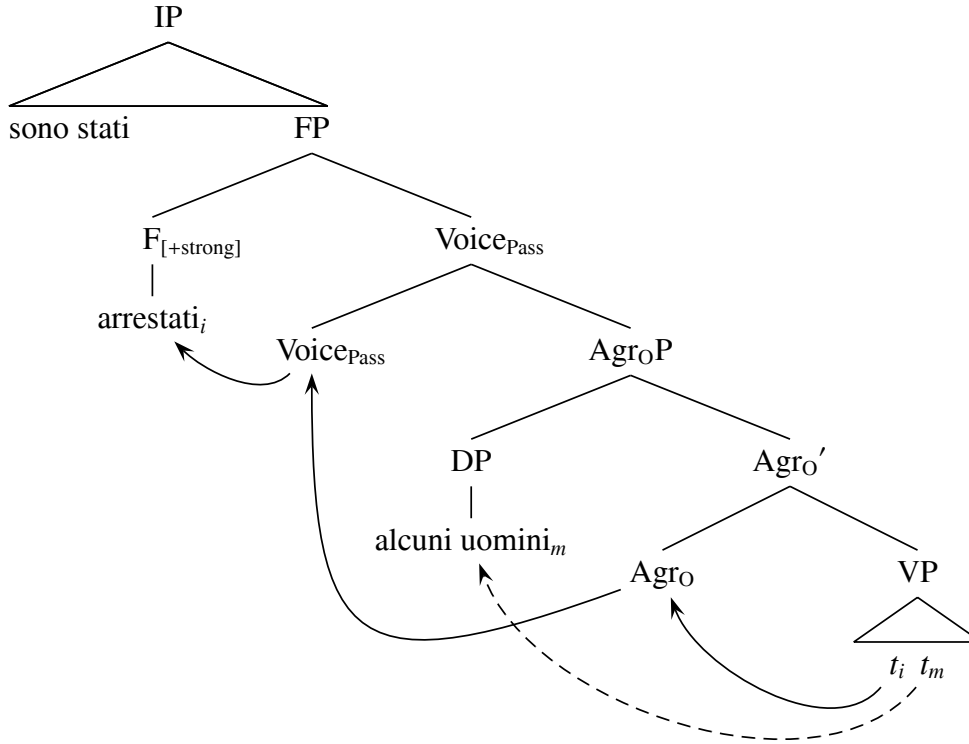 IP
sono stati FP
F[+strong] VoicePass
arrestatii VoicePass AgrOP
DP AgrO′
alcuni uominim AgrO VP
ti tm